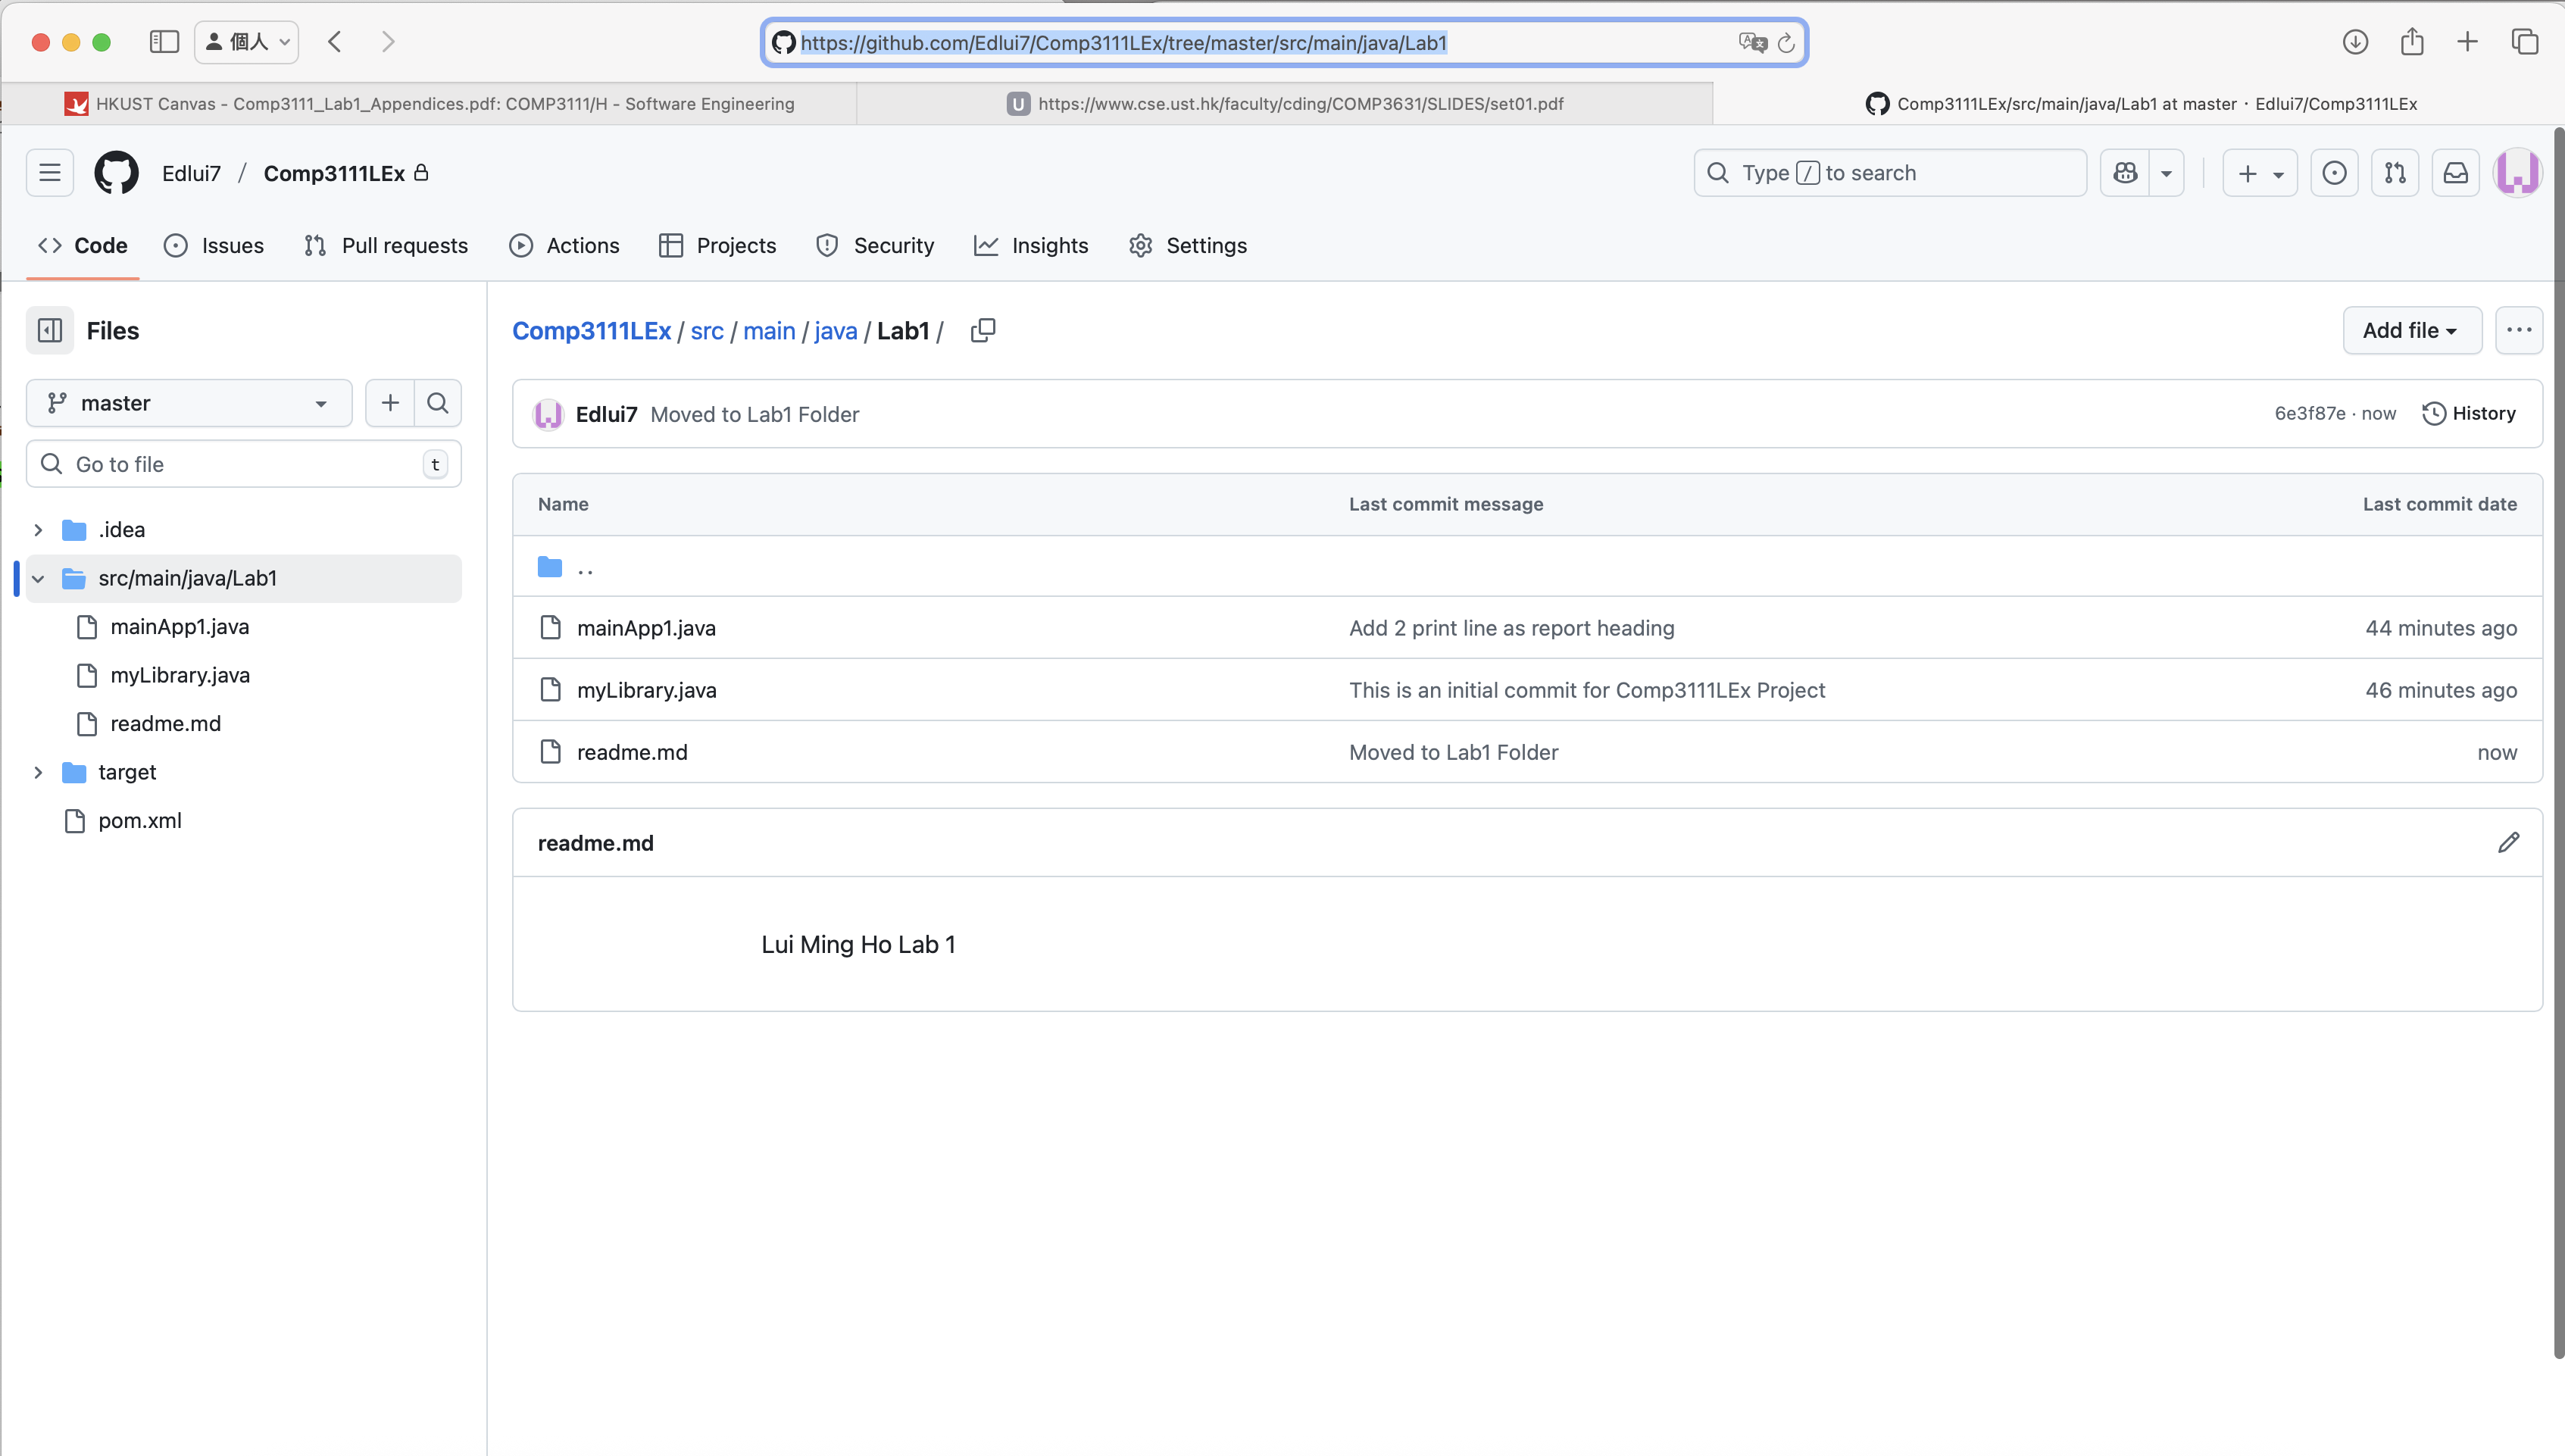 個人
https://github.com/Edlui7/Comp3111LEx/tree/master/src/main/java/Lab1
HKUST Canvas - Comp3111_Lab1_Appendices.pdf: COMP3111/H - Software Engineering
U https://www.cse.ust.hk/faculty/cding/COMP3631/SLIDES/set01.pdf
Comp3111LEx/src/main/java/Lab1 at master · Edlui7/Comp3111LEx
Edlui7 / Comp3111LEx
Type / to search
Code Issues Pull requests Actions Projects Security Insights Settings
Files
master
Go to file t
.idea
src/main/java/Lab1
mainApp1.java
myLibrary.java
readme.md
target
pom.xml
Comp3111LEx / src / main / java / Lab1 /
Add file
Edlui7 Moved to Lab1 Folder 6e3f87e · now History
Name Last commit message Last commit date
..
mainApp1.java Add 2 print line as report heading 44 minutes ago
myLibrary.java This is an initial commit for Comp3111LEx Project 46 minutes ago
readme.md Moved to Lab1 Folder now
readme.md
Lui Ming Ho Lab 1